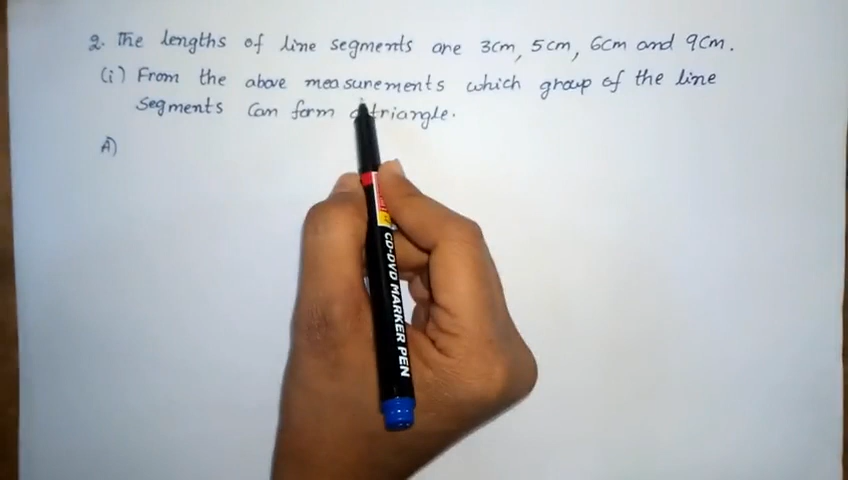 2. The lengths of line segments are 3cm, 5cm, 6cm and 9cm.
(i) From the above measurements which group of the line
segments can form a triangle.
A)
CD-DVD MARKER PEN